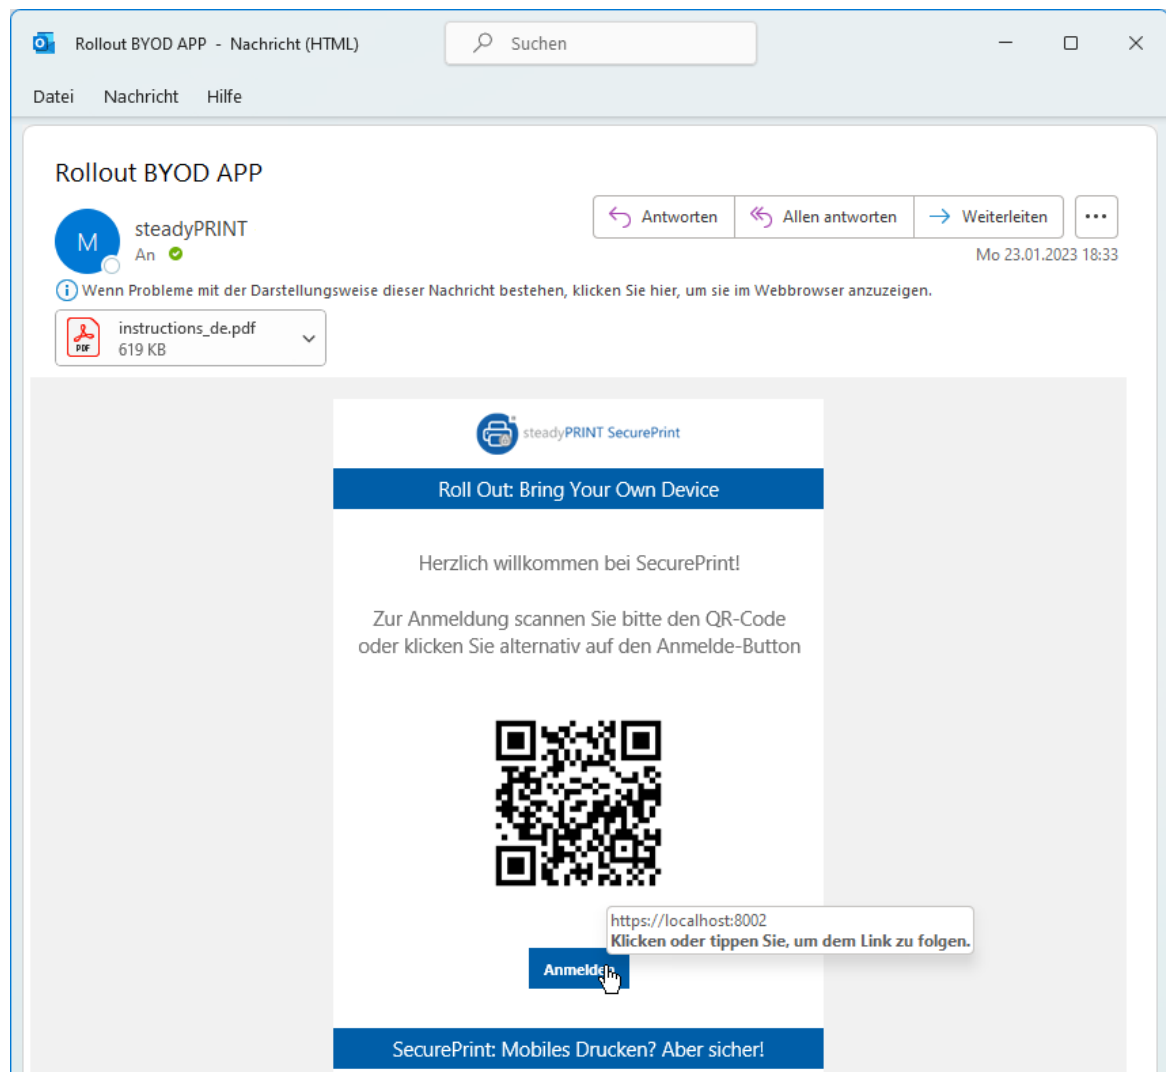 Rollout BYOD APP - Nachricht (HTML)
Suchen
Datei Nachricht Hilfe
Rollout BYOD APP
M
steadyPRINT
An
Antworten
Allen antworten
Weiterleiten
Mo 23.01.2023 18:33
Wenn Probleme mit der Darstellungsweise dieser Nachricht bestehen, klicken Sie hier, um sie im Webbrowser anzuzeigen.
PDF
instructions_de.pdf
619 KB
steadyPRINT SecurePrint
Roll Out: Bring Your Own Device
Herzlich willkommen bei SecurePrint!
Zur Anmeldung scannen Sie bitte den QR-Code
oder klicken Sie alternativ auf den Anmelde-Button
https://localhost:8002
Klicken oder tippen Sie, um dem Link zu folgen.
Anmelden
SecurePrint: Mobiles Drucken? Aber sicher!